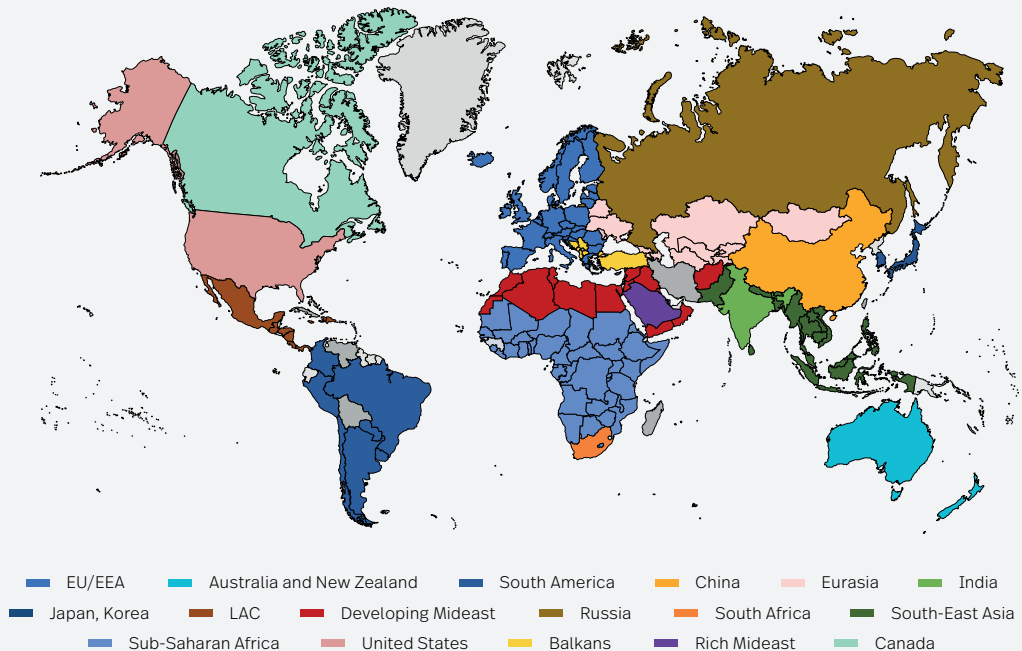 EU/EEA Australia and New Zealand South America China Eurasia India
Japan, Korea LAC Developing Mideast Russia South Africa South-East Asia
Sub-Saharan Africa United States Balkans Rich Mideast Canada